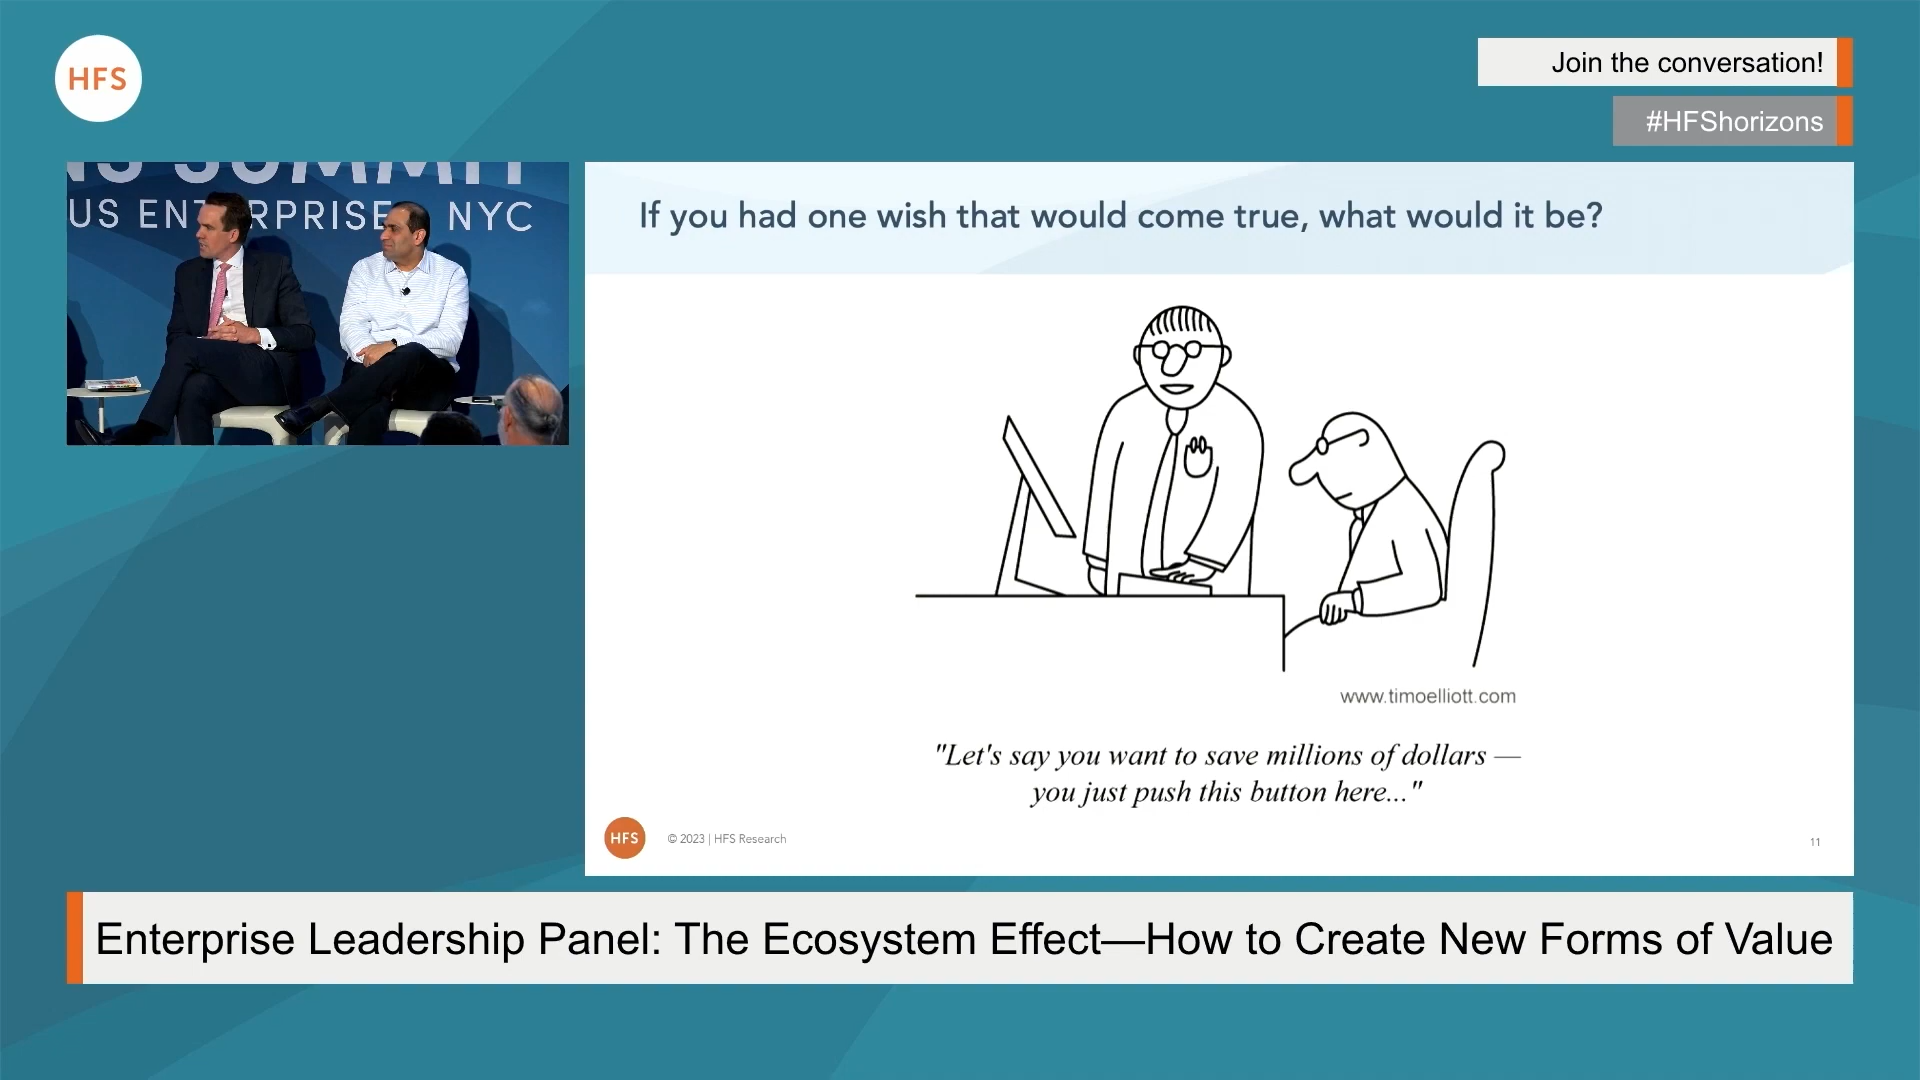 HFS
Join the conversation!
#HFShorizons
SUMMIT
US ENTERPRISE NYC
If you had one wish that would come true, what would it be?
www.timoelliott.com
"Let's say you want to save millions of dollars —
you just push this button here..."
HFS
© 2023 | HFS Research
11
Enterprise Leadership Panel: The Ecosystem Effect—How to Create New Forms of Value